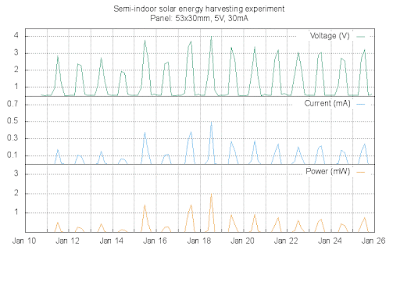 Semi-indoor solar energy harvesting experiment
Panel: 53x30mm, 5V, 30mA
Voltage (V)
4
3
2
1
Current (mA)
0.7
0.5
0.3
0.1
Power (mW)
3
2
1
Jan 10 Jan 12 Jan 14 Jan 16 Jan 18 Jan 20 Jan 22 Jan 24 Jan 26